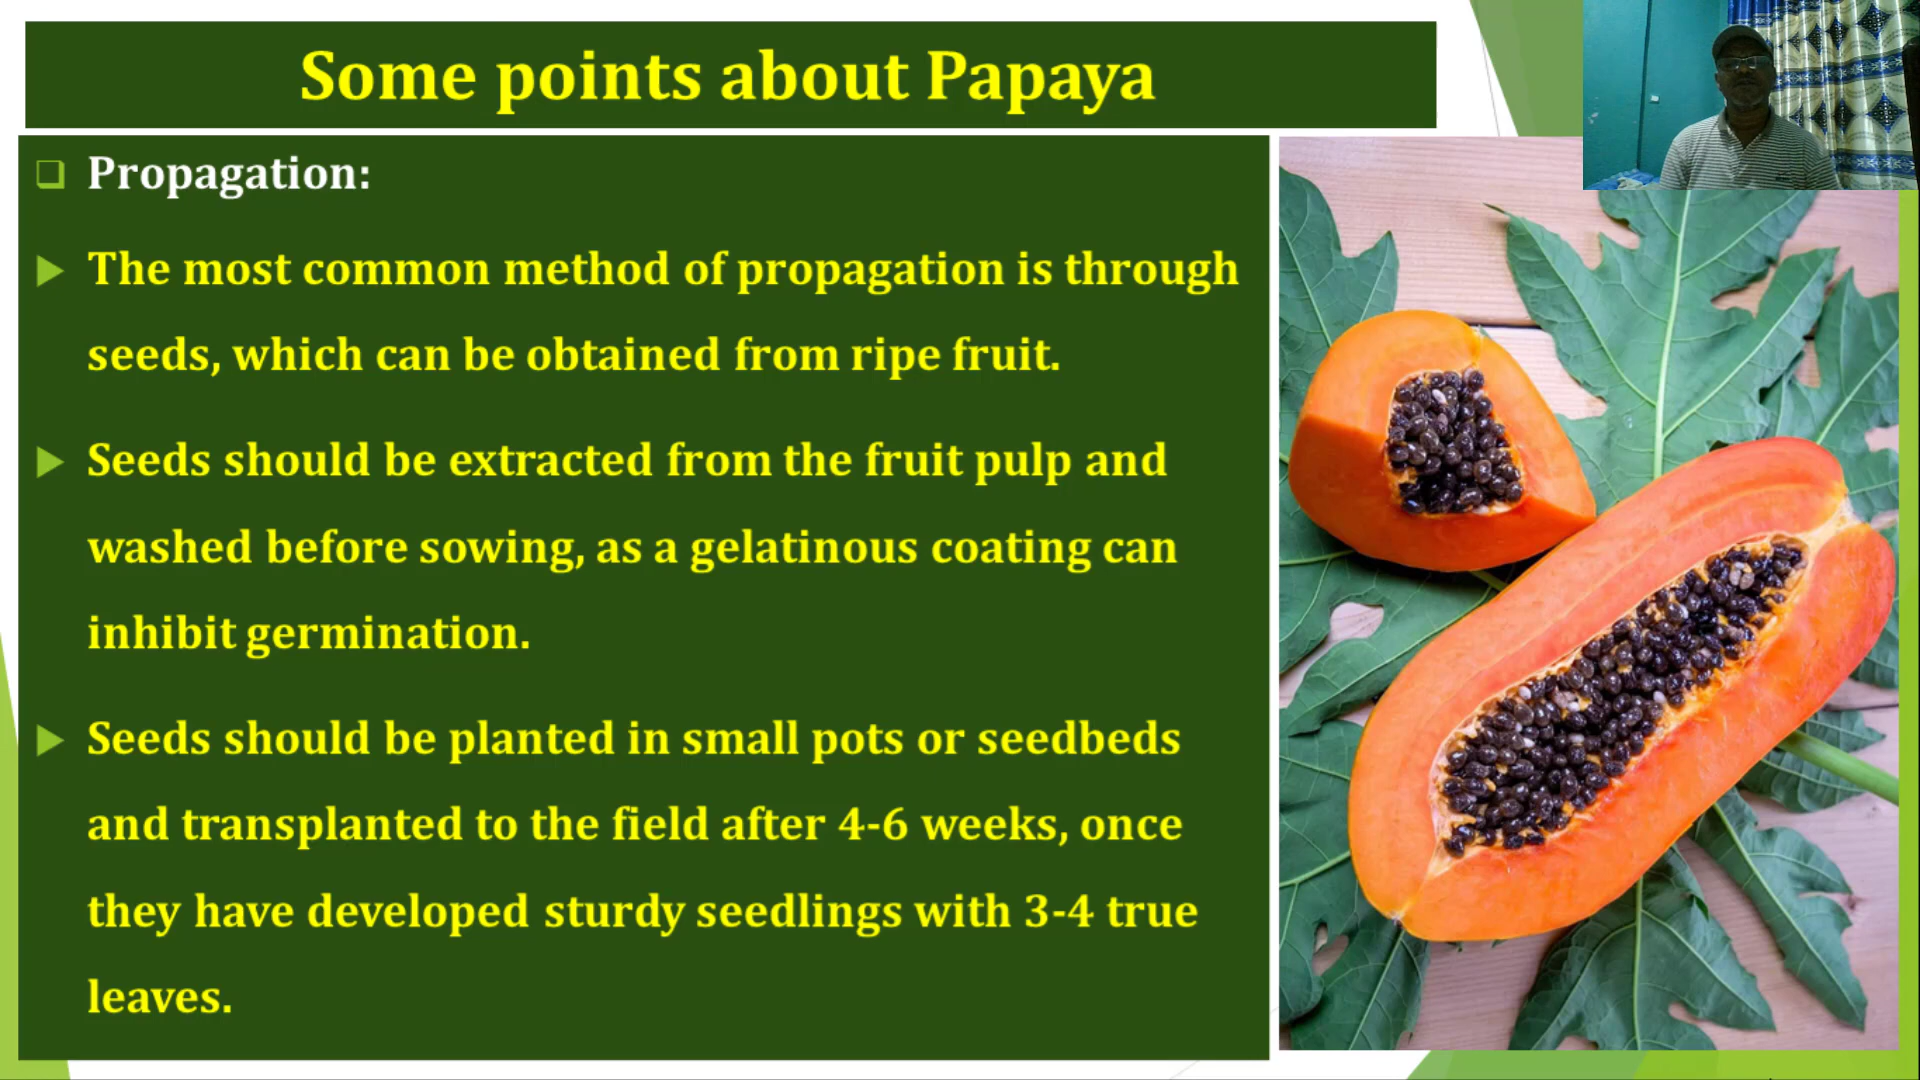 Some points about Papaya
Propagation:
The most common method of propagation is through
seeds, which can be obtained from ripe fruit.
Seeds should be extracted from the fruit pulp and
washed before sowing, as a gelatinous coating can
inhibit germination.
Seeds should be planted in small pots or seedbeds
and transplanted to the field after 4-6 weeks, once
they have developed sturdy seedlings with 3-4 true
leaves.